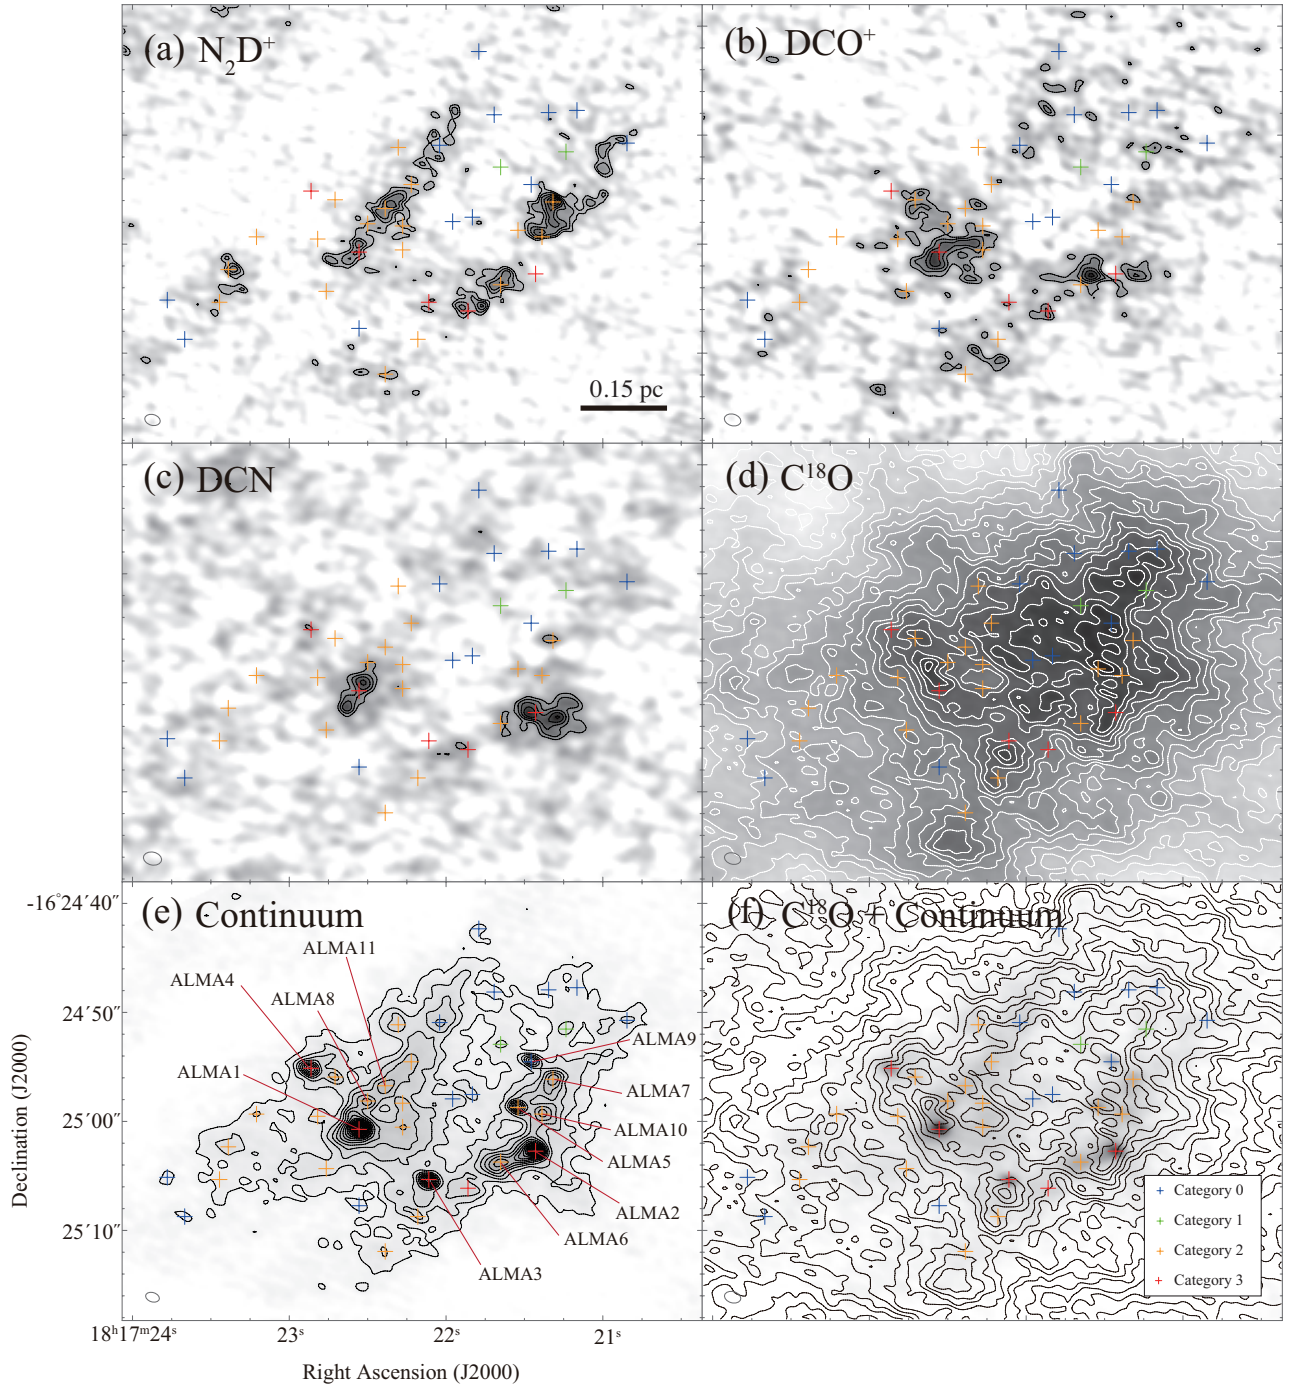 (a) N₂D⁺
(b) DCO⁺
0.15 pc
(c) DCN
(d) C¹⁸O
(e) Continuum
(f) C¹⁸O + Continuum
ALMA11
ALMA4
ALMA8
ALMA1
ALMA9
ALMA7
ALMA10
ALMA5
ALMA2
ALMA6
ALMA3
Category 0
Category 1
Category 2
Category 3
-16°24′40″
24′50″
25′00″
25′10″
Declination (J2000)
18ʰ17ᵐ24ˢ
23ˢ
22ˢ
21ˢ
Right Ascension (J2000)